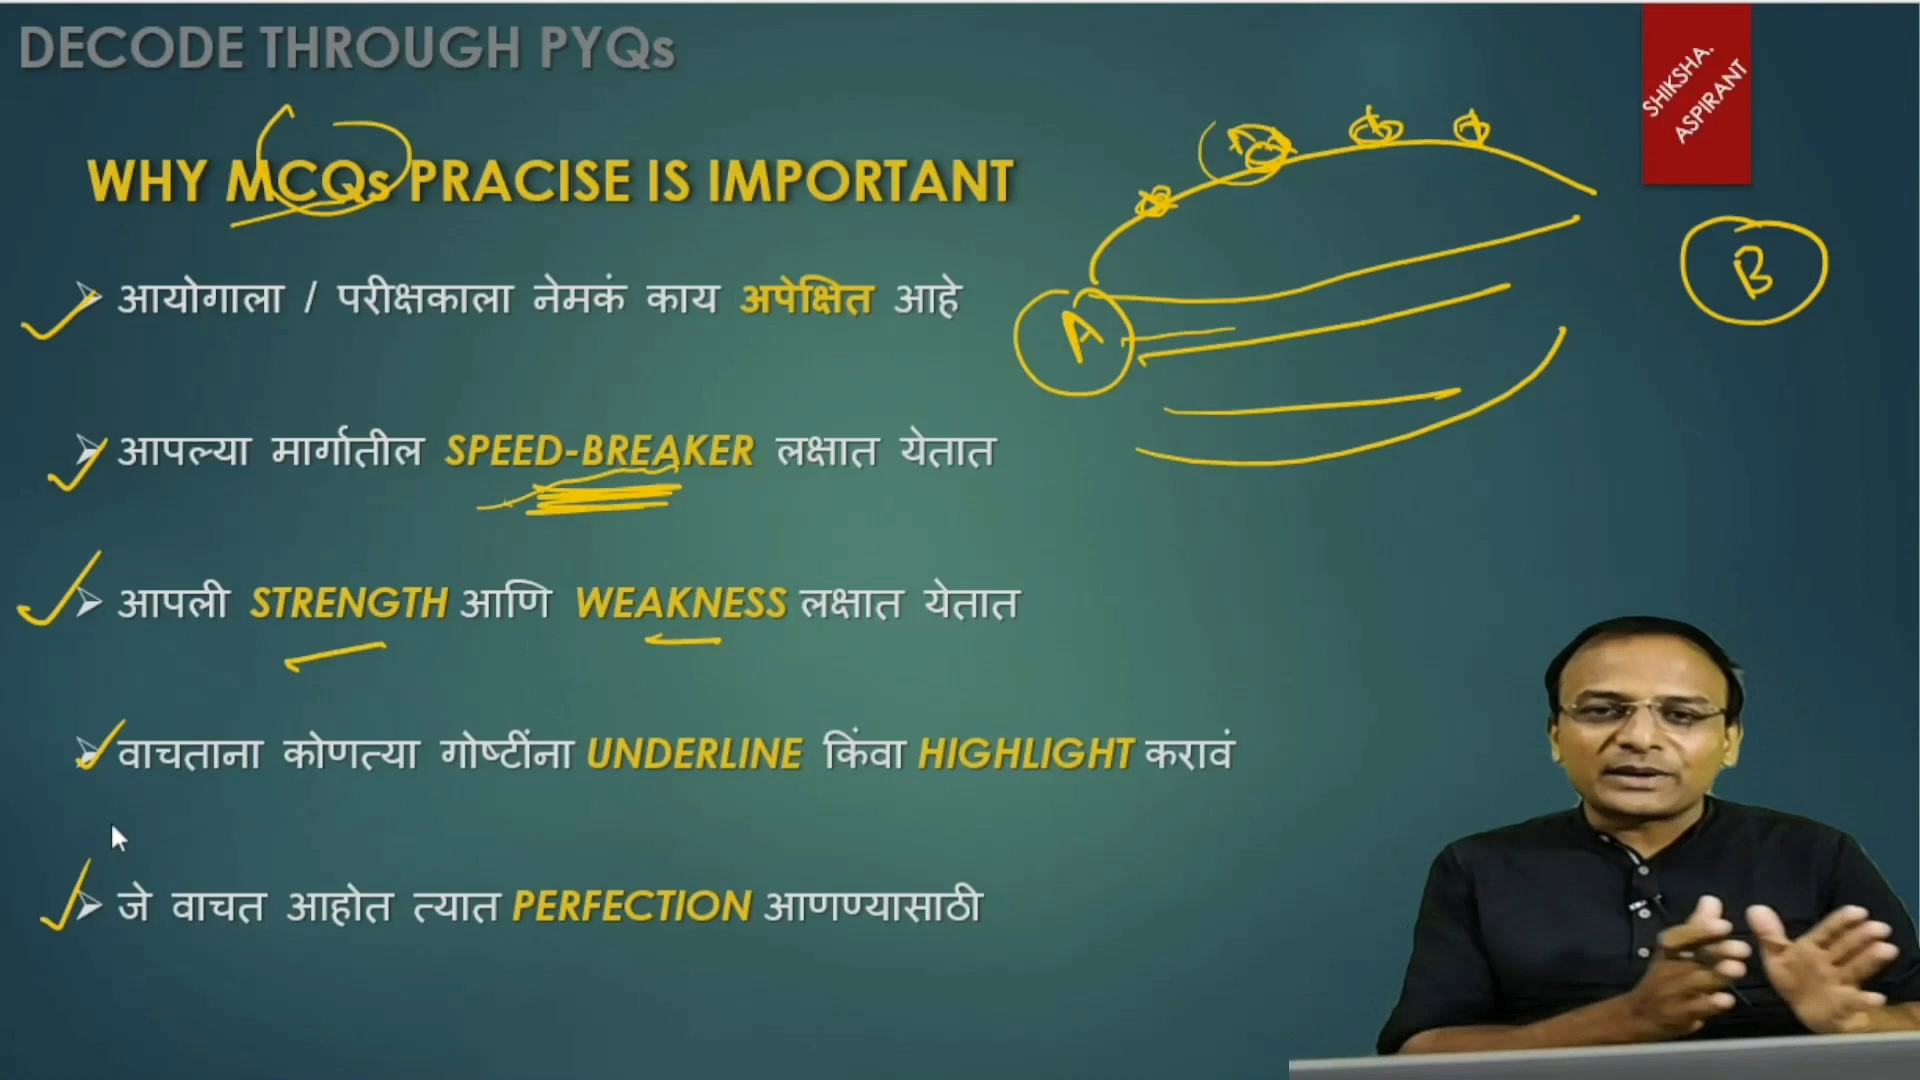 DECODE THROUGH PYQs
SHIKSHA.
ASPIRANT
WHY MCQs PRACISE IS IMPORTANT
आयोगाला / परीक्षकाला नेमकं काय अपेक्षित आहे
A
B
आपल्या मार्गातील SPEED-BREAKER लक्षात येतात
आपली STRENGTH आणि WEAKNESS लक्षात येतात
वाचताना कोणत्या गोष्टींना UNDERLINE किंवा HIGHLIGHT करावं
जे वाचत आहोत त्यात PERFECTION आणण्यासाठी